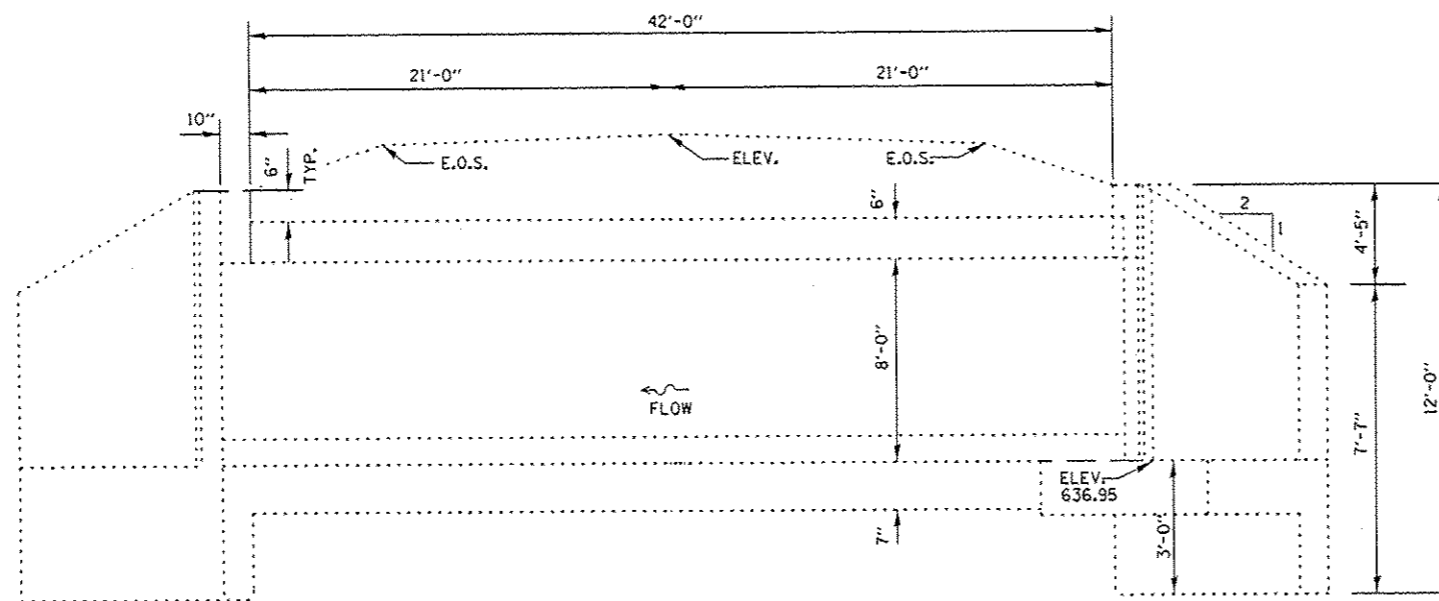 42'-0"
21'-0"
21'-0"
10"
6"
TYP.
E.O.S.
ELEV.
E.O.S.
6"
2
1
4'-5"
8'-0"
12'-0"
FLOW
7'-7"
ELEV.
636.95
7"
3'-0"